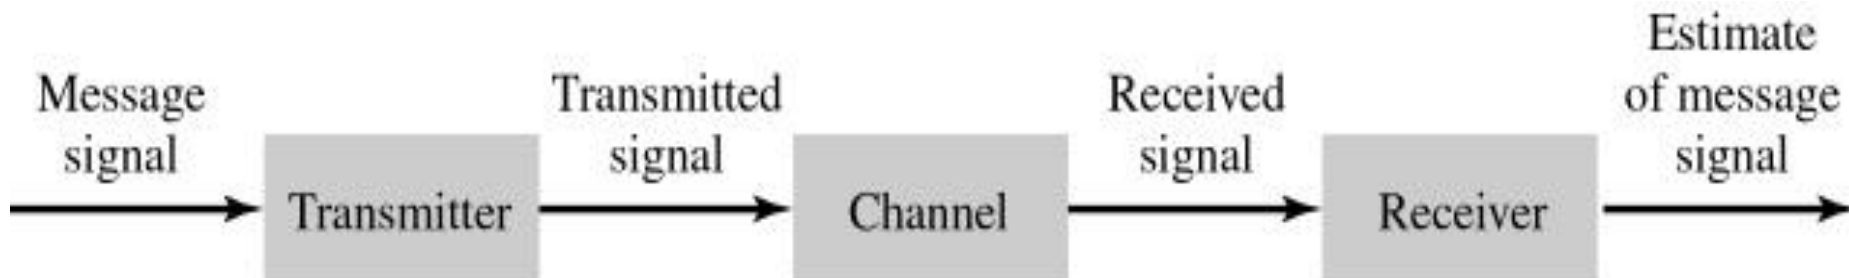 Message
signal
Transmitter
Transmitted
signal
Channel
Received
signal
Receiver
Estimate
of message
signal